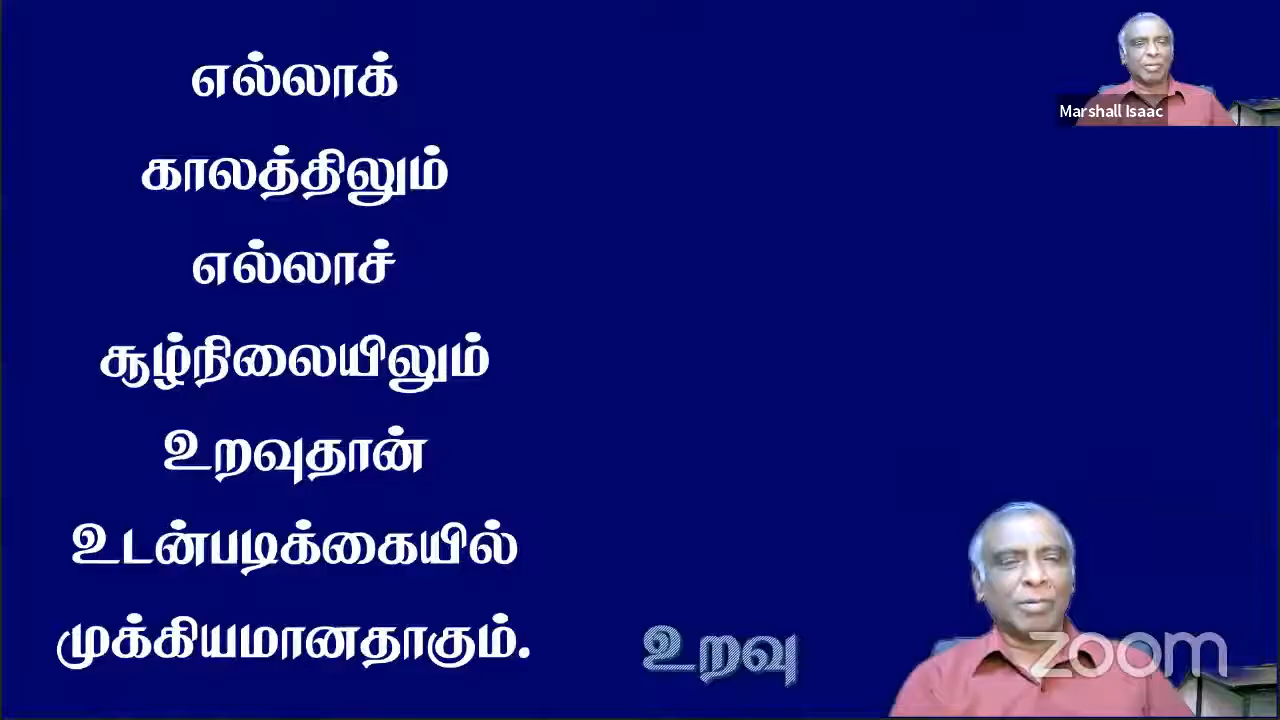 எல்லாக்
காலத்திலும்
எல்லாச்
சூழ்நிலையிலும்
உறவுதான்
உடன்படிக்கையில்
முக்கியமானதாகும்.
உறவு
Marshall Isaac
zoom